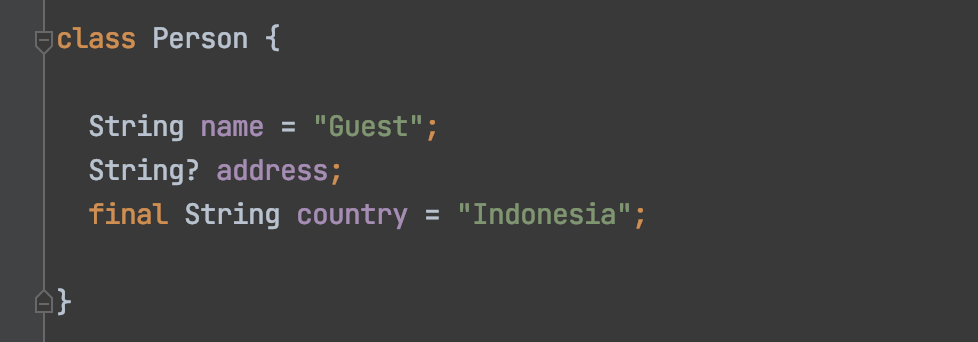 class Person {
String name = "Guest";
String? address;
final String country = "Indonesia";
}